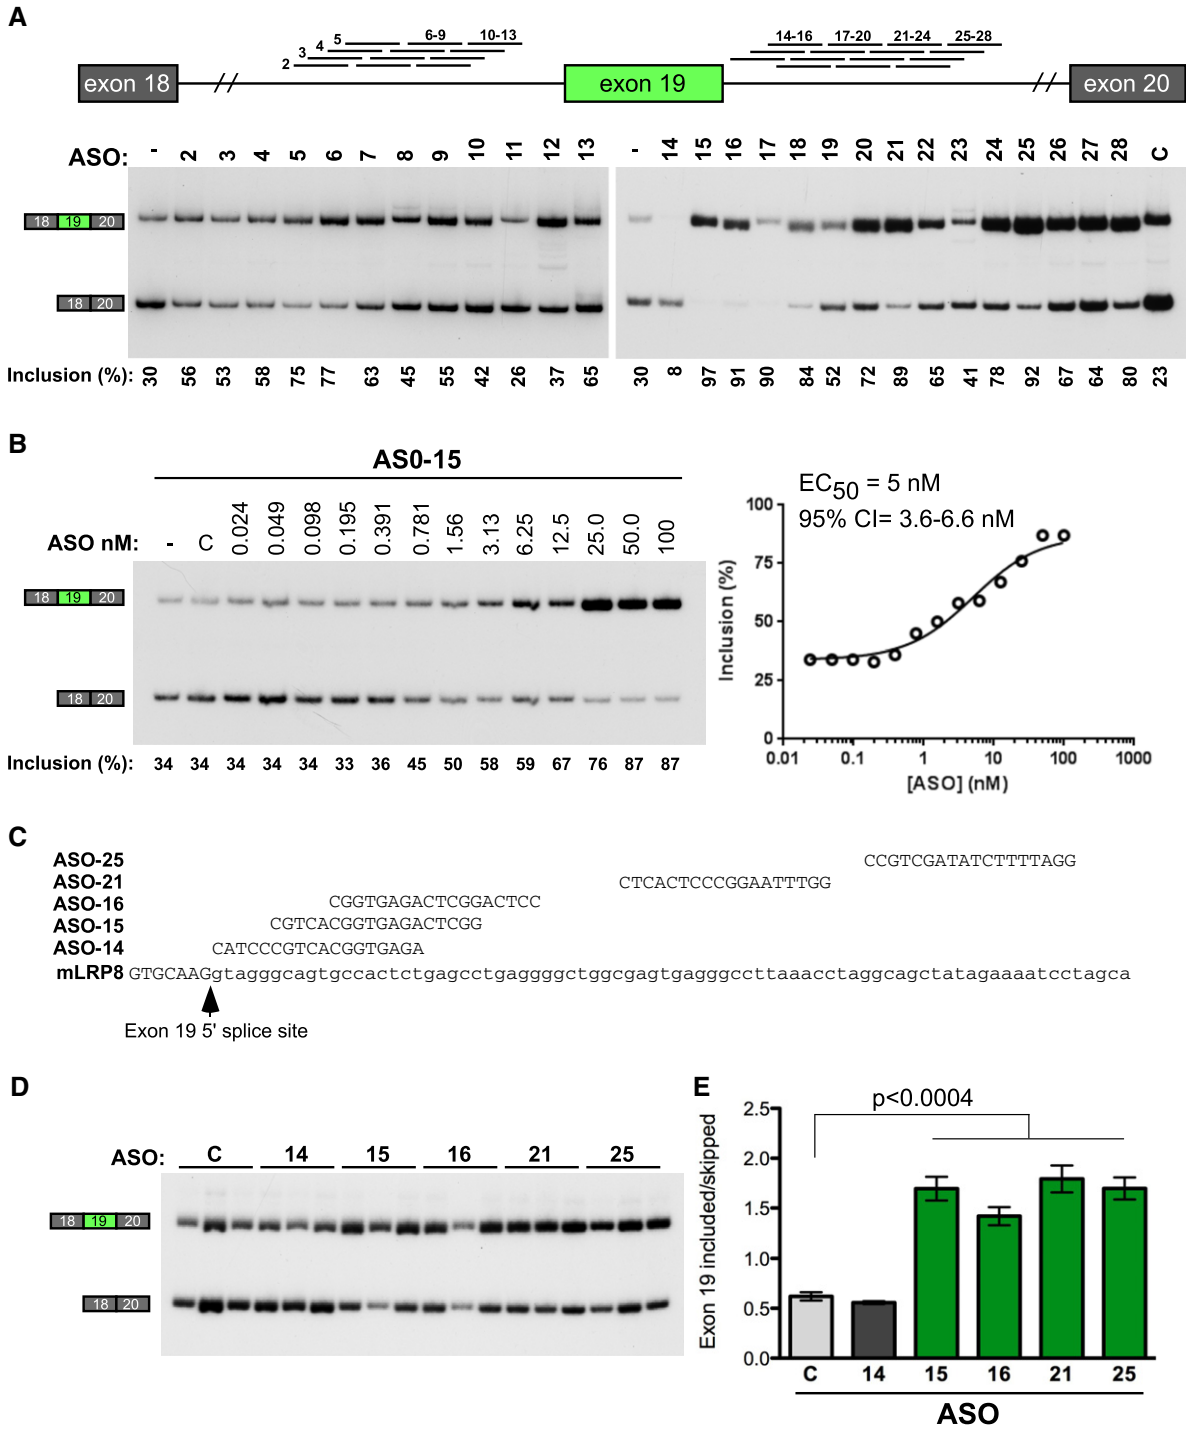 A
5 6-9 10-13 14-16 17-20 21-24 25-28
4
3
2
exon 18 // exon 19 // exon 20
ASO: - 2 3 4 5 6 7 8 9 10 11 12 13 - 14 15 16 17 18 19 20 21 22 23 24 25 26 27 28 C
18 19 20
18 20
Inclusion (%): 30 56 53 58 75 77 63 45 55 42 26 37 65 30 8 97 91 90 84 52 72 89 65 41 78 92 67 64 80 23
B
AS0-15
ASO nM: - C 0.024 0.049 0.098 0.195 0.391 0.781 1.56 3.13 6.25 12.5 25.0 50.0 100
18 19 20
18 20
Inclusion (%): 34 34 34 34 34 33 36 45 50 58 59 67 76 87 87
EC50 = 5 nM
95% CI= 3.6-6.6 nM
Inclusion (%)
100
75
50
25
0
0.01 0.1 1 10 100 1000
[ASO] (nM)
C
ASO-25 CCGTCGATATCTTTTAGG
ASO-21 CTCACTCCCGGAATTTGG
ASO-16 CGGTGAGACTCGGACTCC
ASO-15 CGTCACGGTGAGACTCGG
ASO-14 CATCCCGTCACGGTGAGA
mLRP8 GTGCAAGgtagggcagtgccactctgagcctgaggggctggcgagtgagggccttaaacctaggcagctatagaaaatcctagca
Exon 19 5' splice site
D
ASO: C 14 15 16 21 25
18 19 20
18 20
E
p<0.0004
Exon 19 included/skipped
2.5
2.0
1.5
1.0
0.5
0.0
C 14 15 16 21 25
ASO